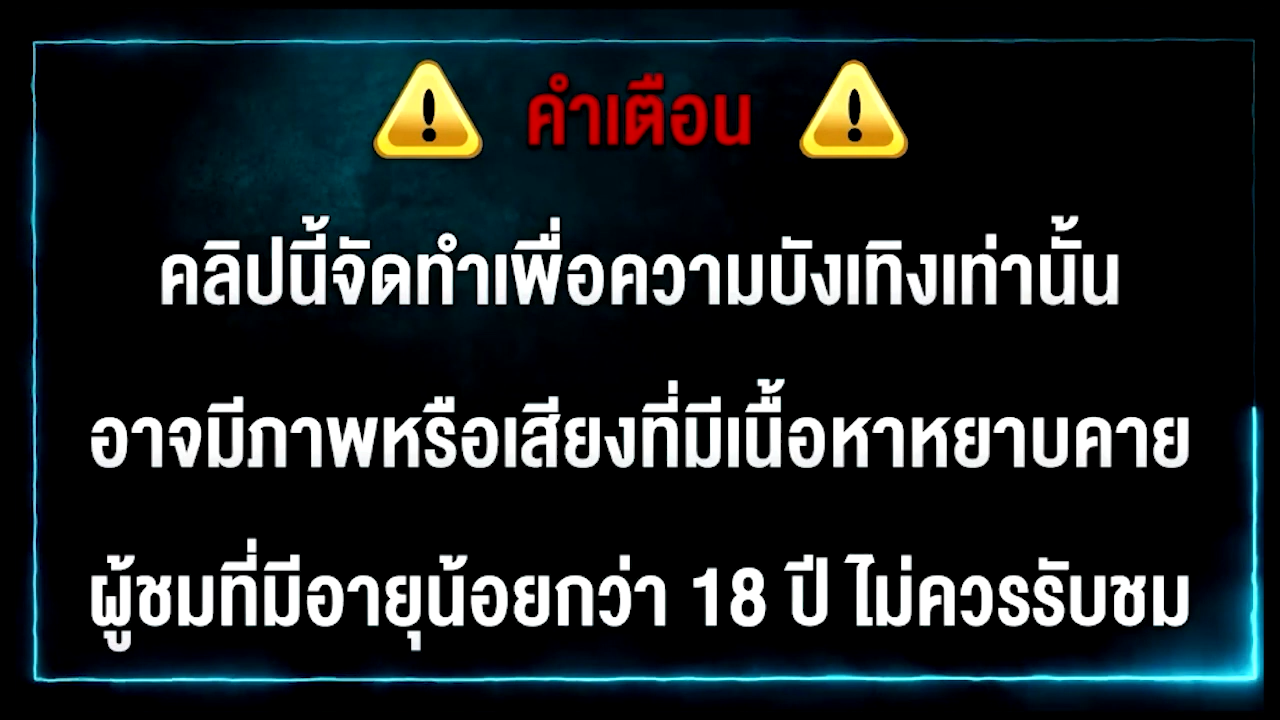 คำเตือน
คลิปนี้จัดทำเพื่อความบังเทิงเท่านั้น
อาจมีภาพหรือเสียงที่มีเนื้อหาหยาบคาย
ผู้ชมที่มีอายุน้อยกว่า 18 ปี ไม่ควรรับชม